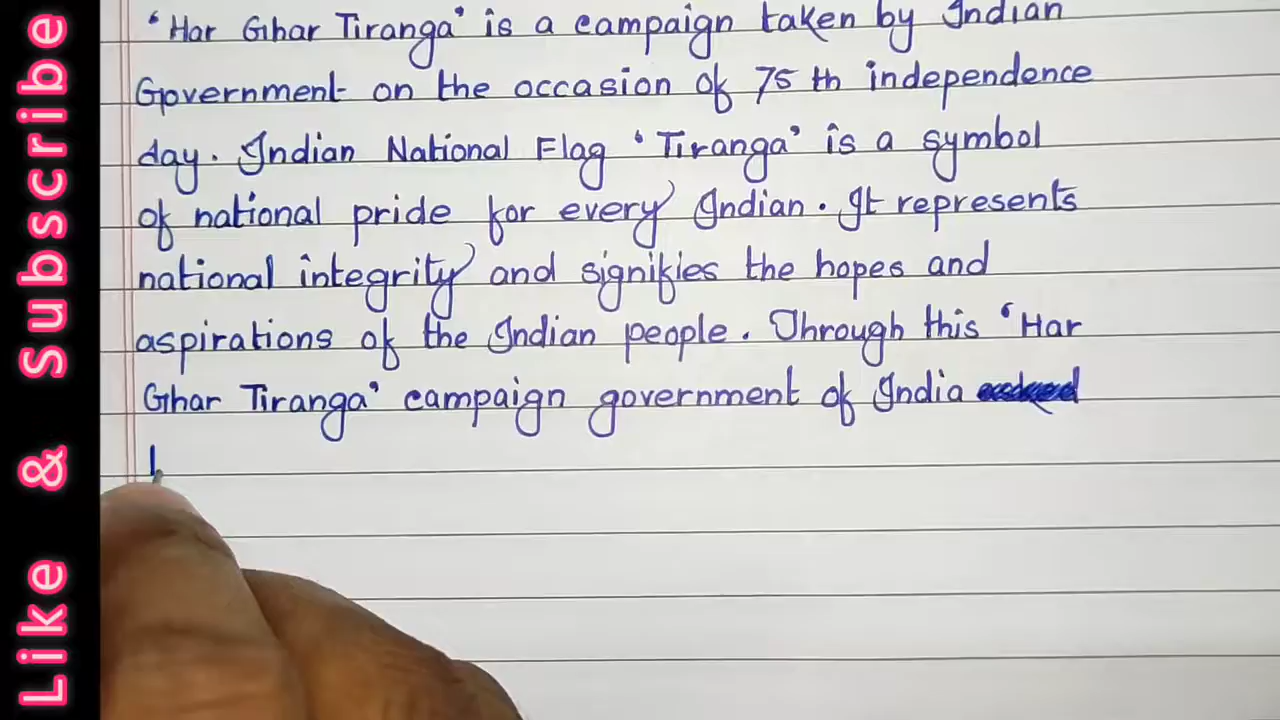 Like & Subscribe
'Har Ghar Tiranga' is a campaign taken by Indian
Government on the occasion of 75 th independence
day. Indian National Flag 'Tiranga' is a symbol
of national pride for every Indian. It represents
national integrity and signifies the hopes and
aspirations of the Indian people. Through this 'Har
Ghar Tiranga' campaign government of India